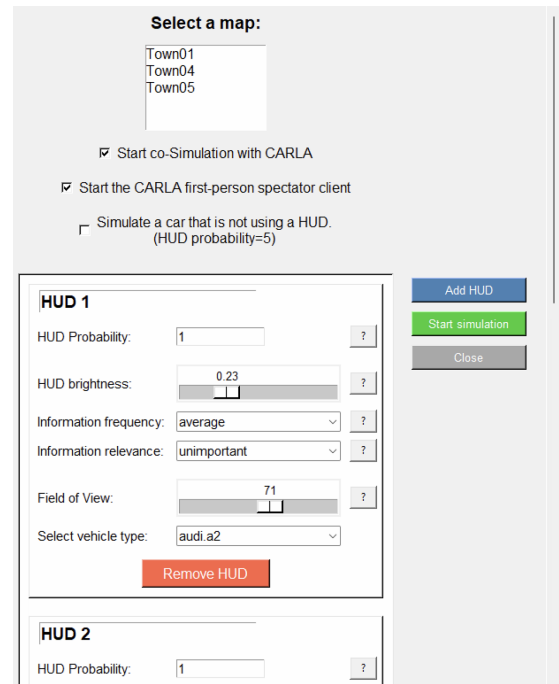 Select a map:
Town01
Town04
Town05
Start co-Simulation with CARLA
Start the CARLA first-person spectator client
Simulate a car that is not using a HUD.
(HUD probability=5)
HUD 1
HUD Probability: 1 ?
HUD brightness: 0.23 ?
Information frequency: average ?
Information relevance: unimportant ?
Field of View: 71 ?
Select vehicle type: audi.a2
Remove HUD
Add HUD
Start simulation
Close
HUD 2
HUD Probability: 1 ?